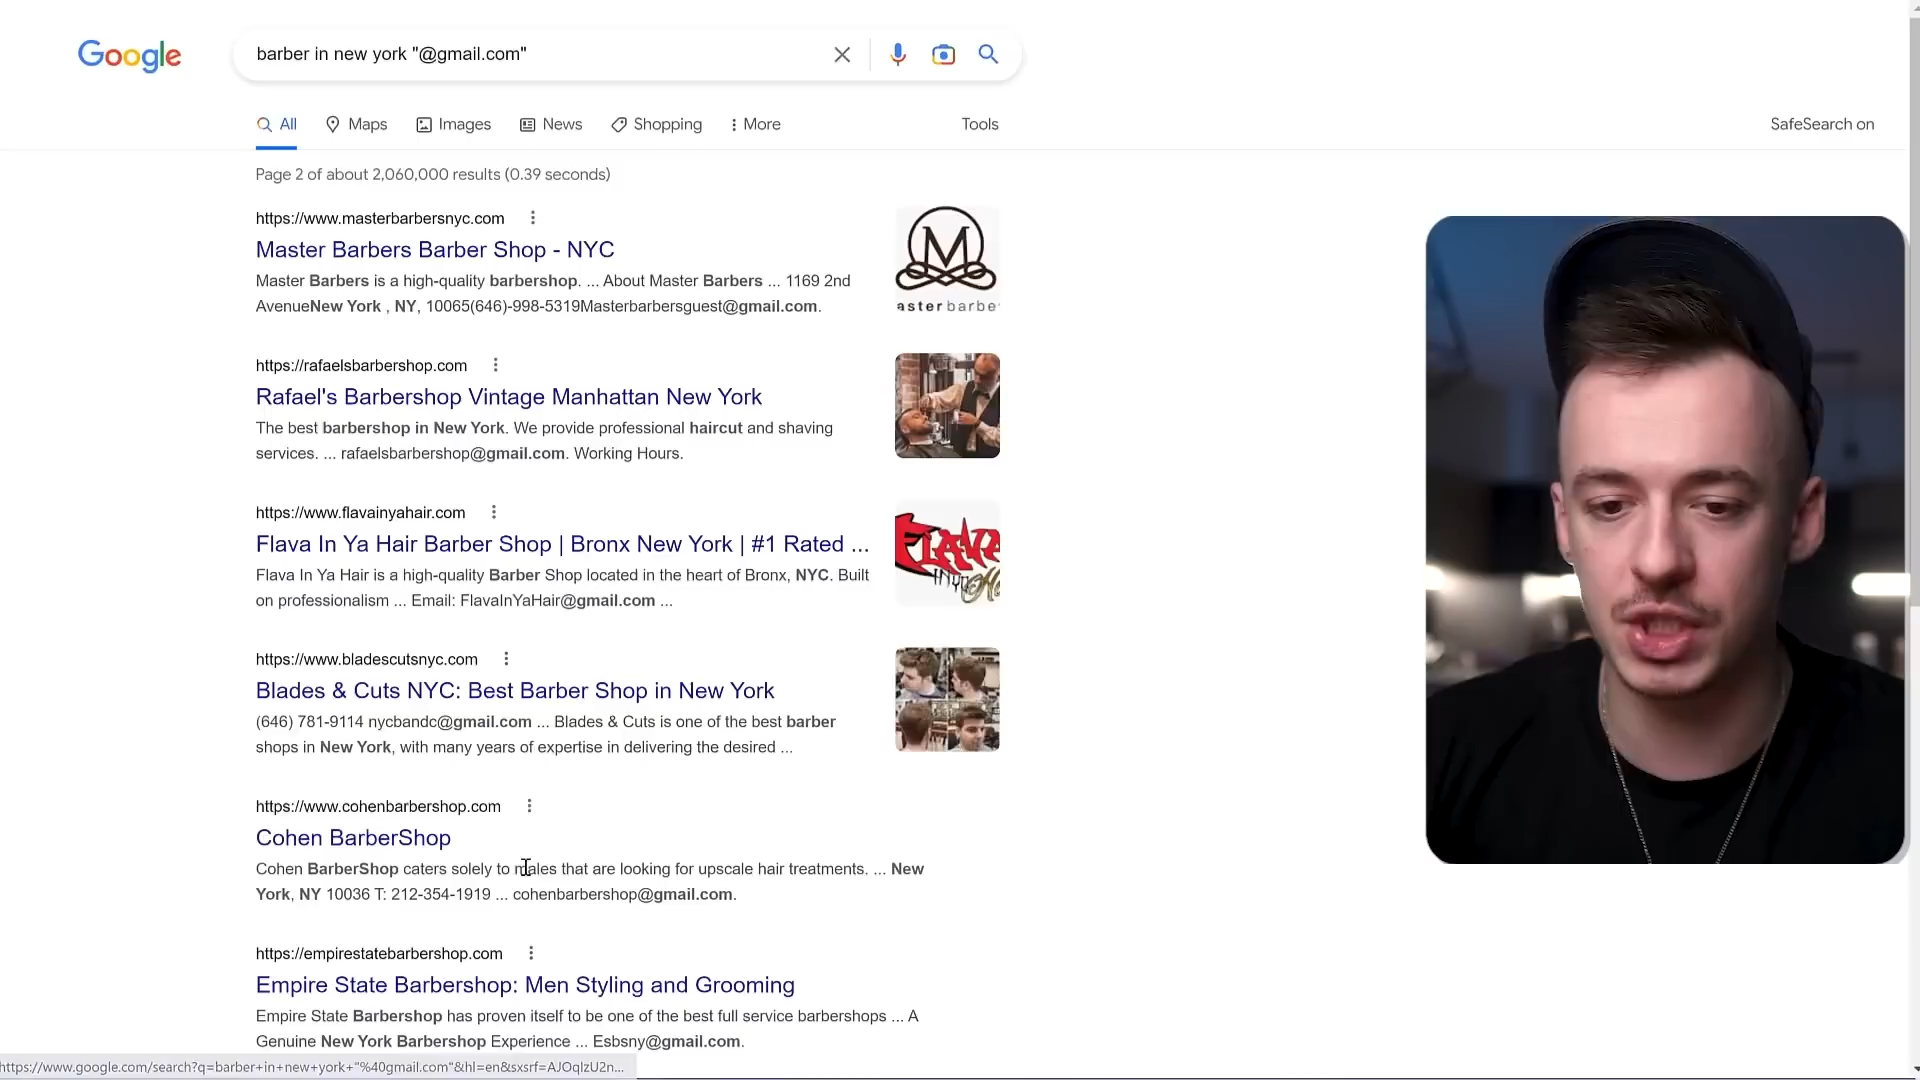 Google
barber in new york "@gmail.com"
All
Maps
Images
News
Shopping
More
Tools
SafeSearch on
Page 2 of about 2,060,000 results (0.39 seconds)
https://www.masterbarbersnyc.com
Master Barbers Barber Shop - NYC
Master Barbers is a high-quality barbershop. ... About Master Barbers ... 1169 2nd
AvenueNew York , NY, 10065(646)-998-5319Masterbarbersguest@gmail.com.
M
aster barbe
https://rafaelsbarbershop.com
Rafael's Barbershop Vintage Manhattan New York
The best barbershop in New York. We provide professional haircut and shaving
services. ... rafaelsbarbershop@gmail.com. Working Hours.
https://www.flavainyahair.com
Flava In Ya Hair Barber Shop | Bronx New York | #1 Rated ...
Flava In Ya Hair is a high-quality Barber Shop located in the heart of Bronx, NYC. Built
on professionalism ... Email: FlavaInYaHair@gmail.com ...
https://www.bladescutsnyc.com
Blades & Cuts NYC: Best Barber Shop in New York
(646) 781-9114 nycbandc@gmail.com ... Blades & Cuts is one of the best barber
shops in New York, with many years of expertise in delivering the desired ...
https://www.cohenbarbershop.com
Cohen BarberShop
Cohen BarberShop caters solely to males that are looking for upscale hair treatments. ... New
York, NY 10036 T: 212-354-1919 ... cohenbarbershop@gmail.com.
https://empirestatebarbershop.com
Empire State Barbershop: Men Styling and Grooming
Empire State Barbershop has proven itself to be one of the best full service barbershops ... A
Genuine New York Barbershop Experience ... Esbsny@gmail.com.
https://www.google.com/search?q=barber+in+new+york+"%40gmail.com"&hl=en&sxsrf=AJOqlzU2n...